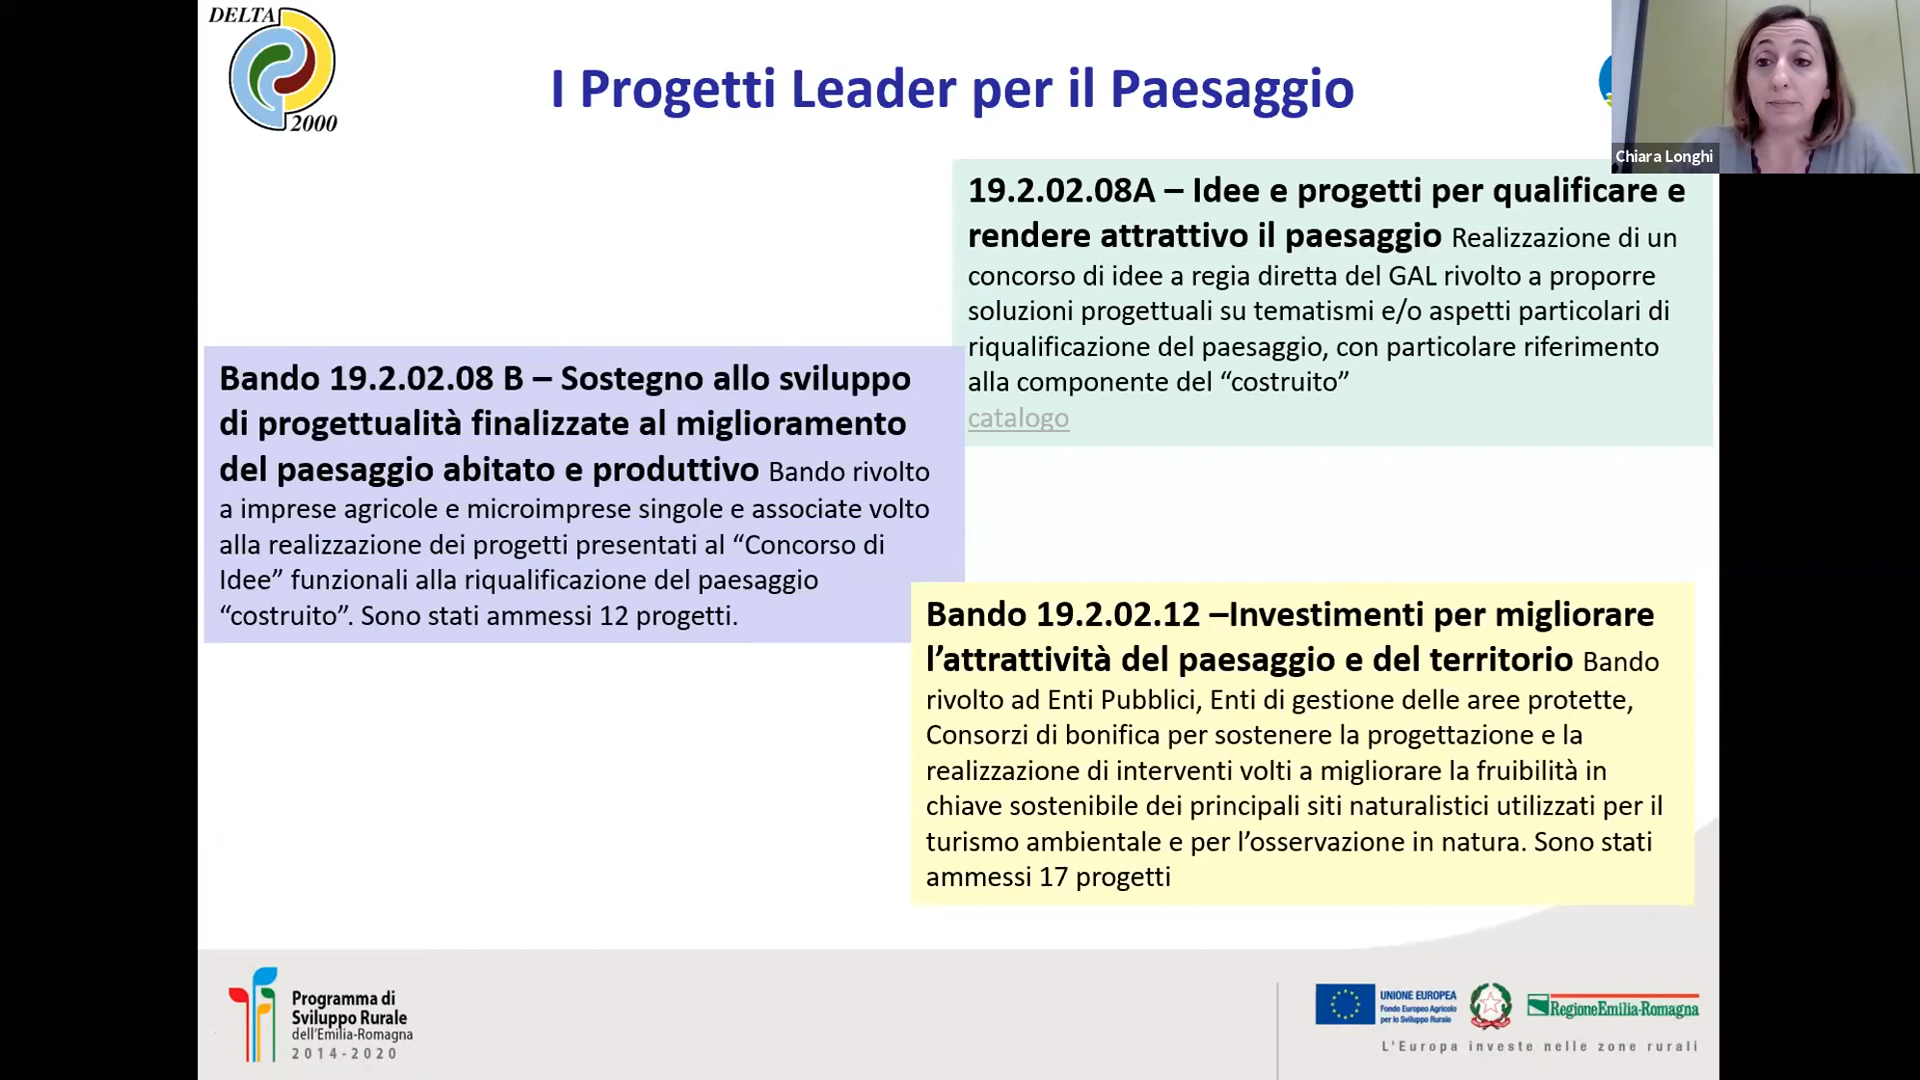 DELTA
2000
I Progetti Leader per il Paesaggio
Chiara Longhi
19.2.02.08A – Idee e progetti per qualificare e
rendere attrattivo il paesaggio Realizzazione di un
concorso di idee a regia diretta del GAL rivolto a proporre
soluzioni progettuali su tematismi e/o aspetti particolari di
riqualificazione del paesaggio, con particolare riferimento
alla componente del “costruito”
catalogo
Bando 19.2.02.08 B – Sostegno allo sviluppo
di progettualità finalizzate al miglioramento
del paesaggio abitato e produttivo Bando rivolto
a imprese agricole e microimprese singole e associate volto
alla realizzazione dei progetti presentati al “Concorso di
Idee” funzionali alla riqualificazione del paesaggio
“costruito”. Sono stati ammessi 12 progetti.
Bando 19.2.02.12 –Investimenti per migliorare
l’attrattività del paesaggio e del territorio Bando
rivolto ad Enti Pubblici, Enti di gestione delle aree protette,
Consorzi di bonifica per sostenere la progettazione e la
realizzazione di interventi volti a migliorare la fruibilità in
chiave sostenibile dei principali siti naturalistici utilizzati per il
turismo ambientale e per l’osservazione in natura. Sono stati
ammessi 17 progetti
Programma di
Sviluppo Rurale
dell'Emilia-Romagna
2014-2020
UNIONE EUROPEA
Fondo Europeo Agricolo
per lo Sviluppo Rurale
RegioneEmilia-Romagna
L'Europa investe nelle zone rurali